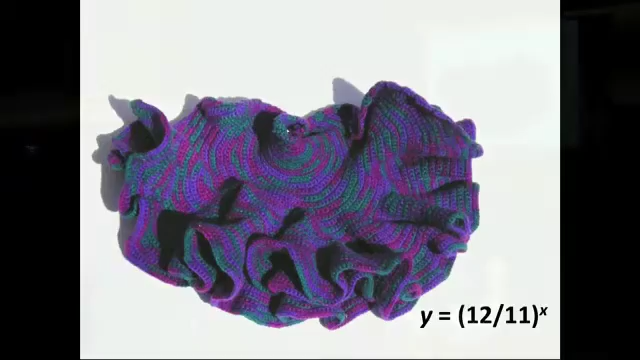 y = (12/11)ˣ